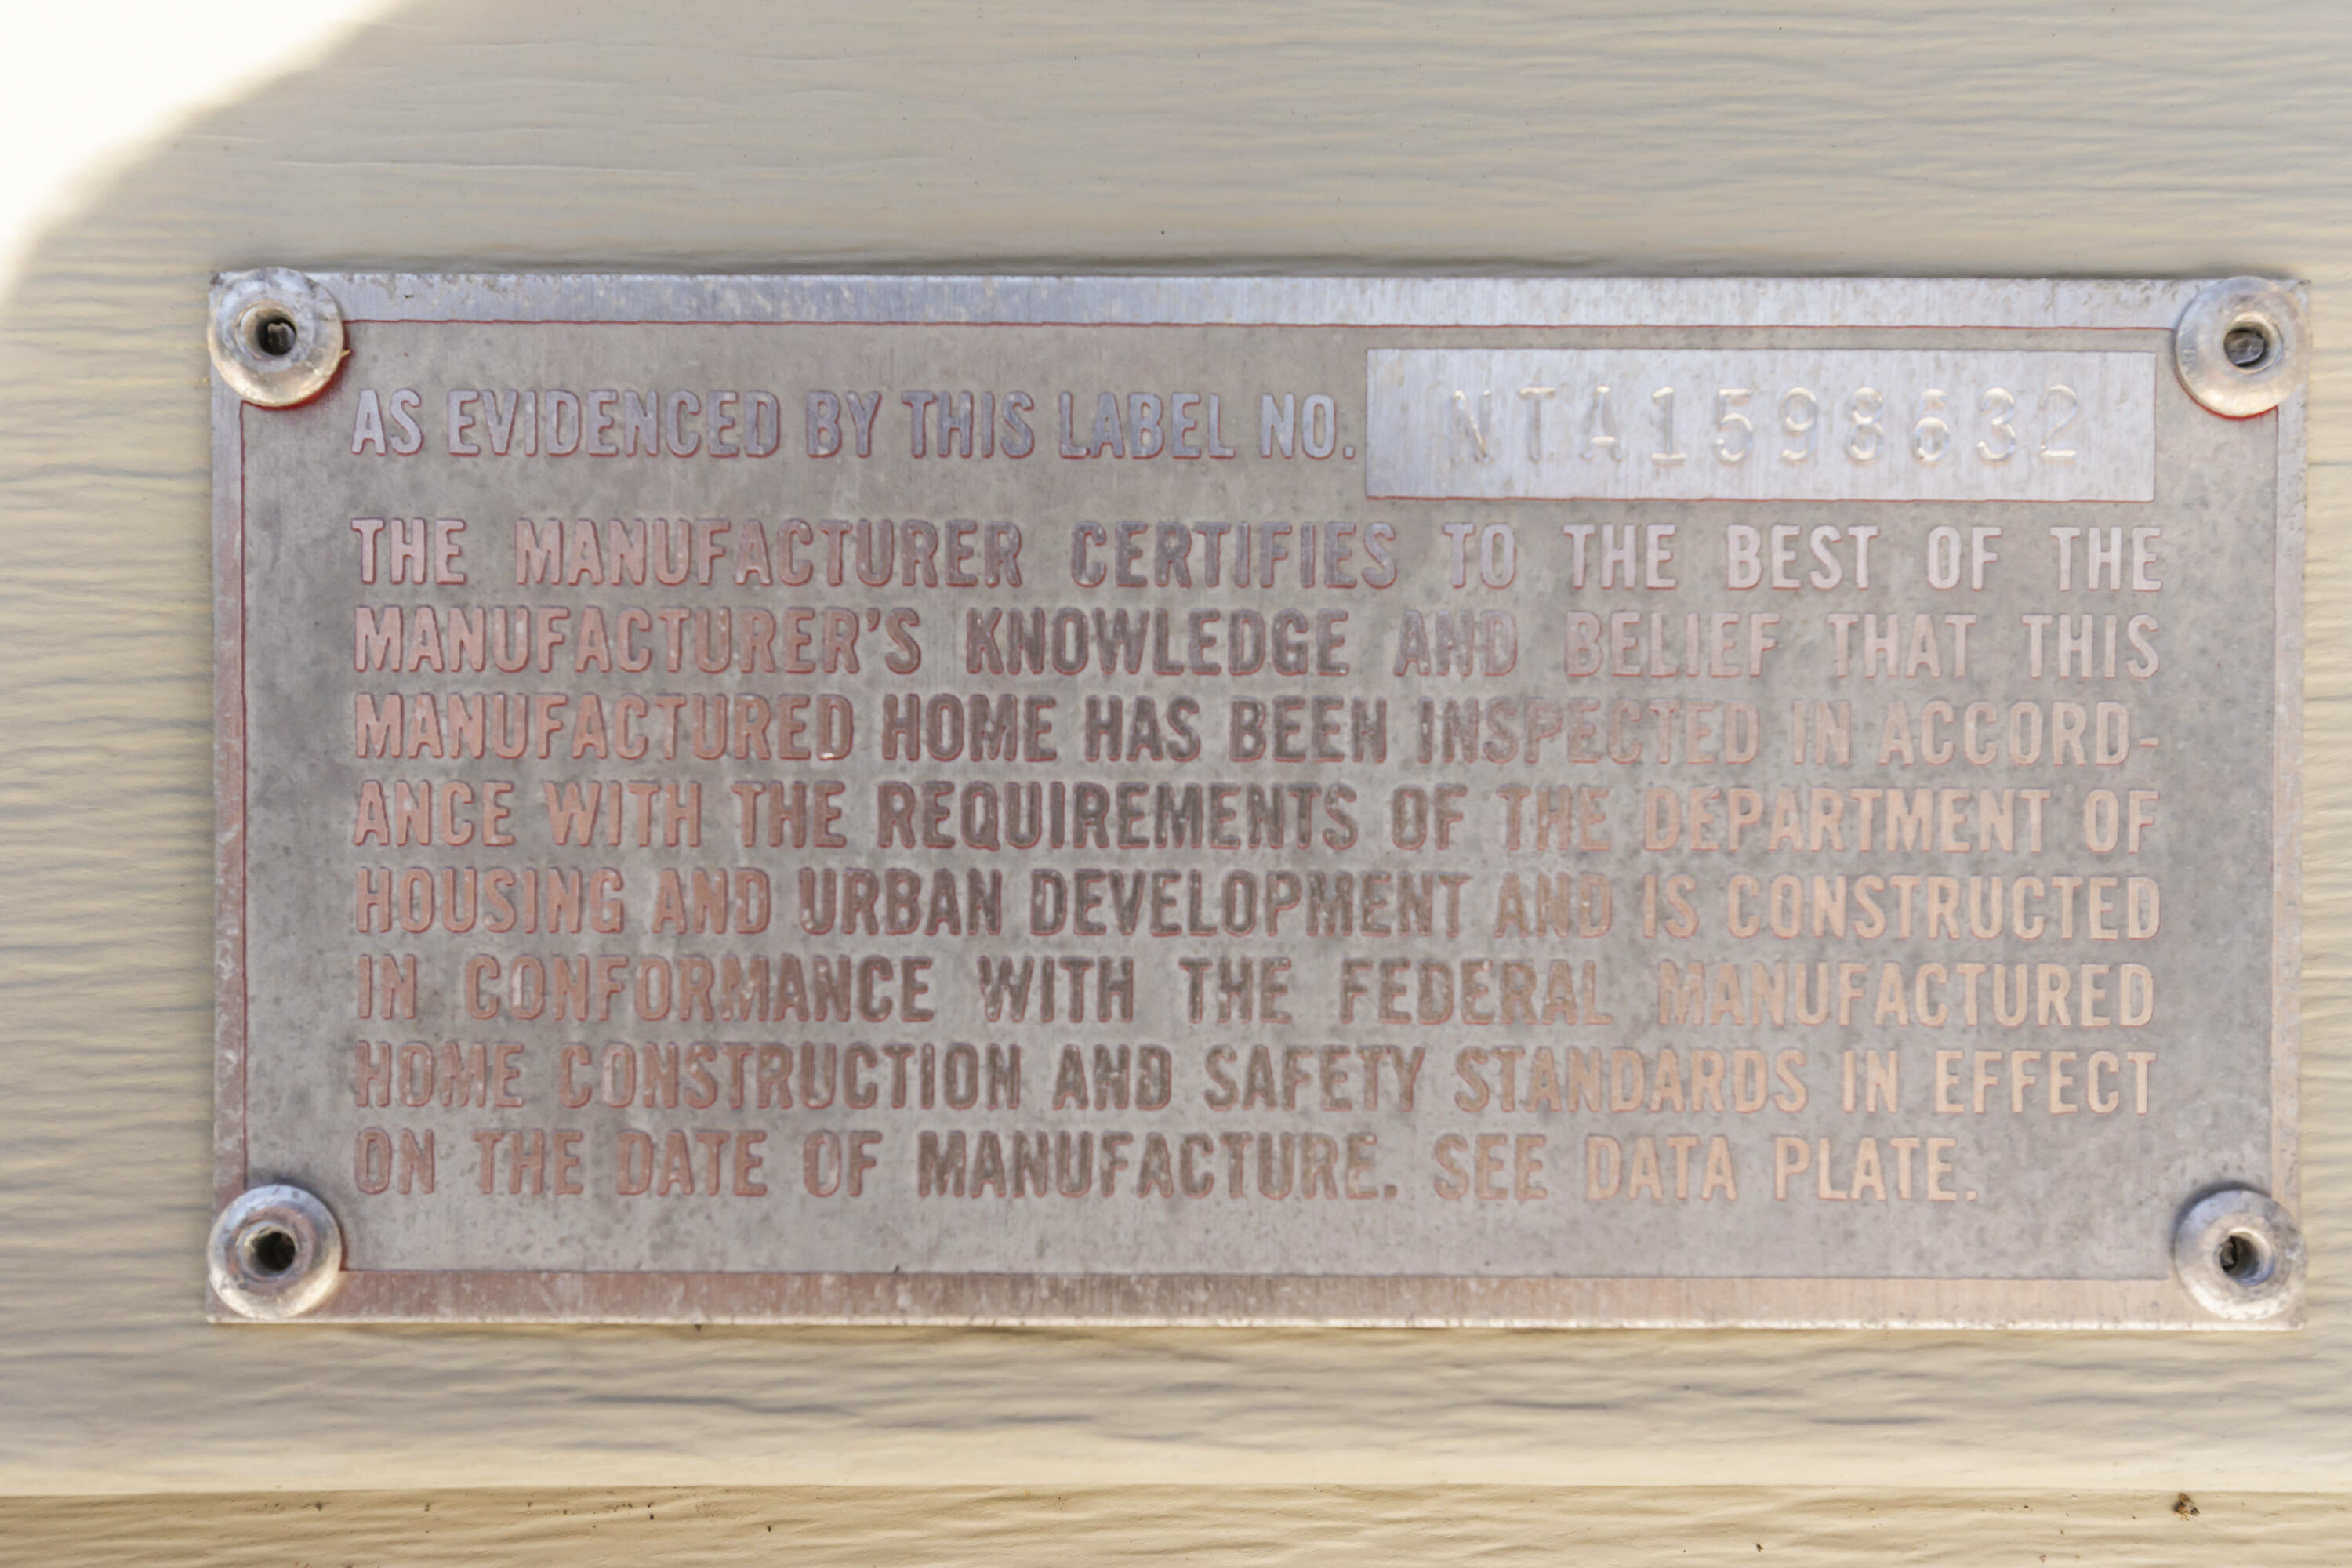 AS EVIDENCED BY THIS LABEL NO. NTA1598632
THE MANUFACTURER CERTIFIES TO THE BEST OF THE
MANUFACTURER'S KNOWLEDGE AND BELIEF THAT THIS
MANUFACTURED HOME HAS BEEN INSPECTED IN ACCORD-
ANCE WITH THE REQUIREMENTS OF THE DEPARTMENT OF
HOUSING AND URBAN DEVELOPMENT AND IS CONSTRUCTED
IN CONFORMANCE WITH THE FEDERAL MANUFACTURED
HOME CONSTRUCTION AND SAFETY STANDARDS IN EFFECT
ON THE DATE OF MANUFACTURE. SEE DATA PLATE.